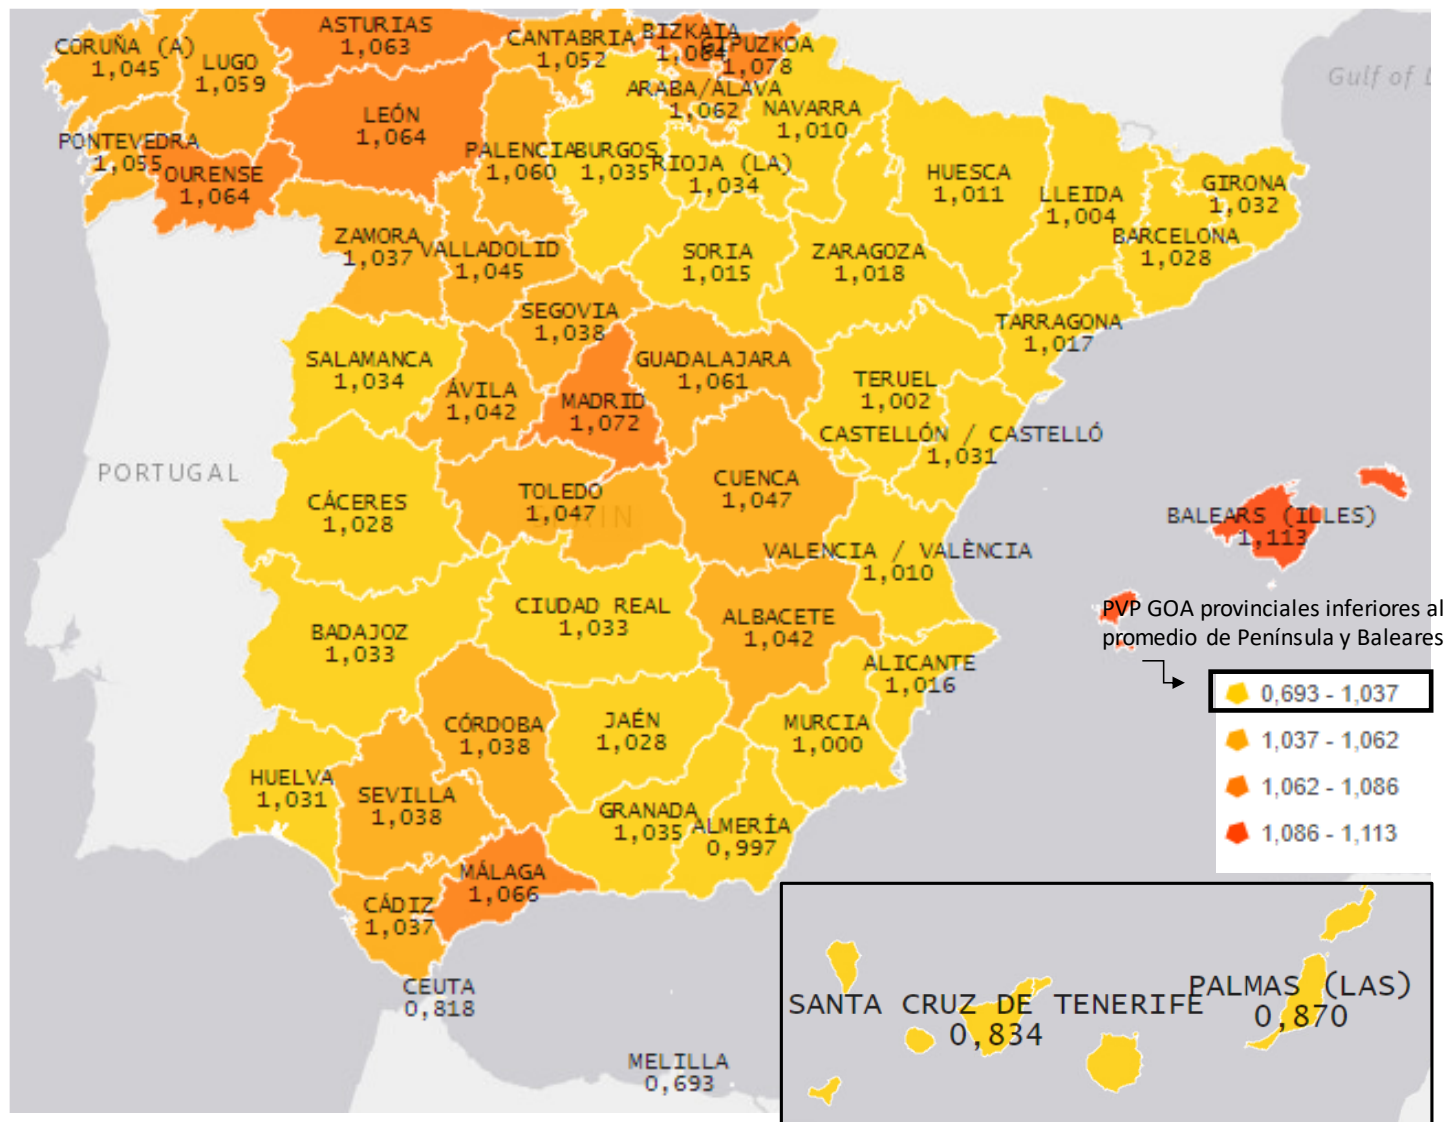 ASTURIAS
1,063
CORUÑA (A)
1,045
LUGO
1,059
CANTABRIA
1,052
BIZKAIA
1,064
GIPUZKOA
1,078
Gulf of
LEÓN
1,064
ARABA/ÁLAVA
1,062
NAVARRA
1,010
PONTEVEDRA
1,055
OURENSE
1,064
PALENCIA
1,060
BURGOS
1,035
RIOJA (LA)
1,034
HUESCA
1,011
LLEIDA
1,004
GIRONA
1,032
ZAMORA
1,037
VALLADOLID
1,045
SORIA
1,015
ZARAGOZA
1,018
BARCELONA
1,028
SEGOVIA
1,038
TARRAGONA
1,017
SALAMANCA
1,034
ÁVILA
1,042
MADRID
1,072
GUADALAJARA
1,061
TERUEL
1,002
CASTELLÓN / CASTELLÓ
1,031
PORTUGAL
CÁCERES
1,028
TOLEDO
1,047
CUENCA
1,047
BALEARS (ILLES)
1,113
VALENCIA / VALÈNCIA
1,010
BADAJOZ
1,033
CIUDAD REAL
1,033
ALBACETE
1,042
PVP GOA provinciales inferiores al
promedio de Península y Baleares
ALICANTE
1,016
0,693 - 1,037
1,037 - 1,062
1,062 - 1,086
1,086 - 1,113
CÓRDOBA
1,038
JAÉN
1,028
MURCIA
1,000
HUELVA
1,031
SEVILLA
1,038
GRANADA
1,035
ALMERÍA
0,997
MÁLAGA
1,066
CÁDIZ
1,037
CEUTA
0,818
MELILLA
0,693
SANTA CRUZ DE TENERIFE
0,834
PALMAS (LAS)
0,870